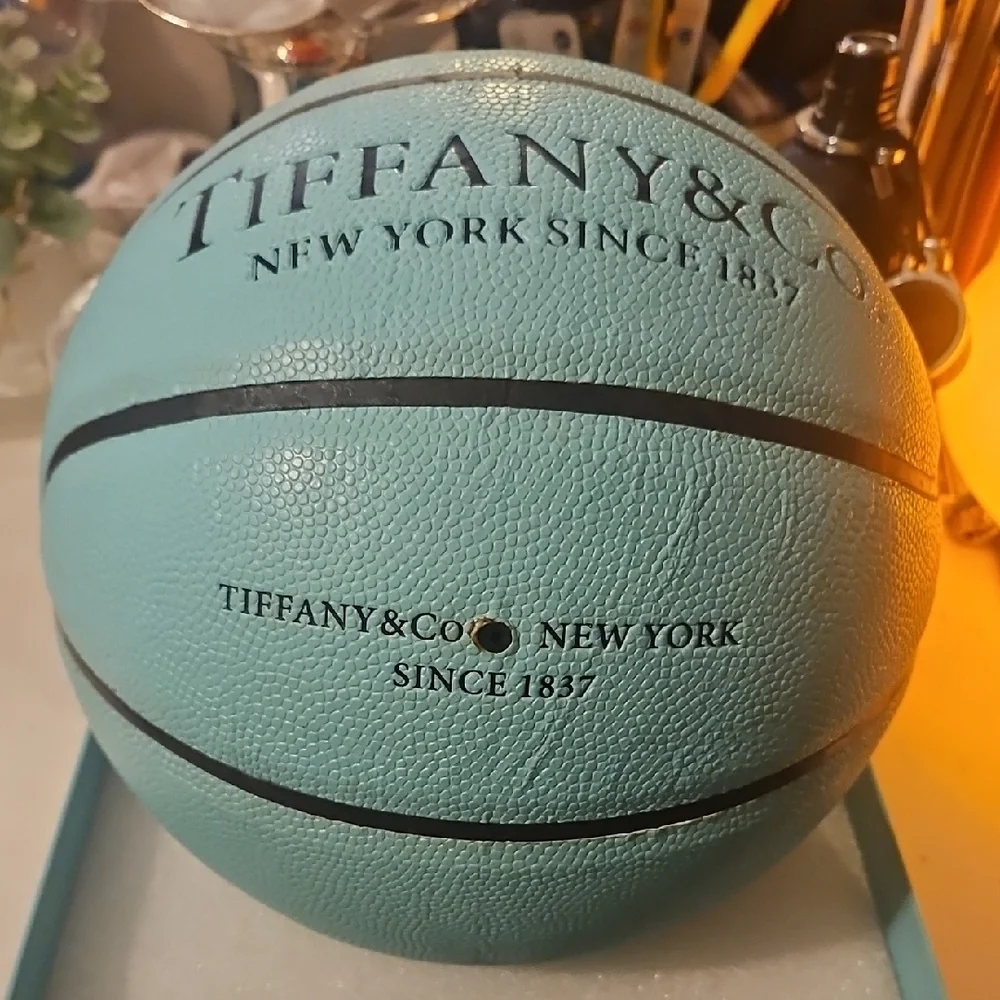 TIFFANY&CO.
NEW YORK SINCE 1837
TIFFANY&CO NEW YORK
SINCE 1837